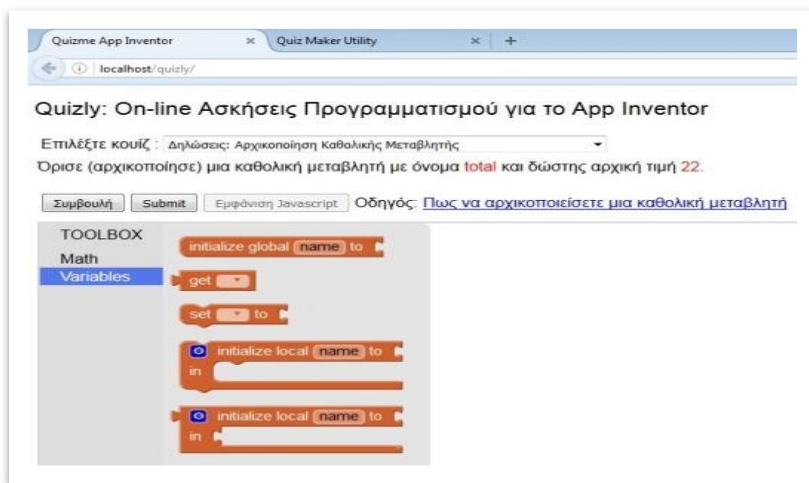 Quizme App Inventor × Quiz Maker Utility × +
localhost/quizly/
Quizly: On-line Ασκήσεις Προγραμματισμού για το App Inventor
Επιλέξτε κουίζ : Δηλώσεις: Αρχικοποίηση Καθολικής Μεταβλητής
Όρισε (αρχικοποίησε) μια καθολική μεταβλητή με όνομα total και δώστης αρχική τιμή 22.
Συμβουλή Submit Εμφάνιση Javascript Οδηγός: Πως να αρχικοποιείσετε μια καθολική μεταβλητή
TOOLBOX
Math
Variables
initialize global name to
get
set to
initialize local name to
in
initialize local name to
in